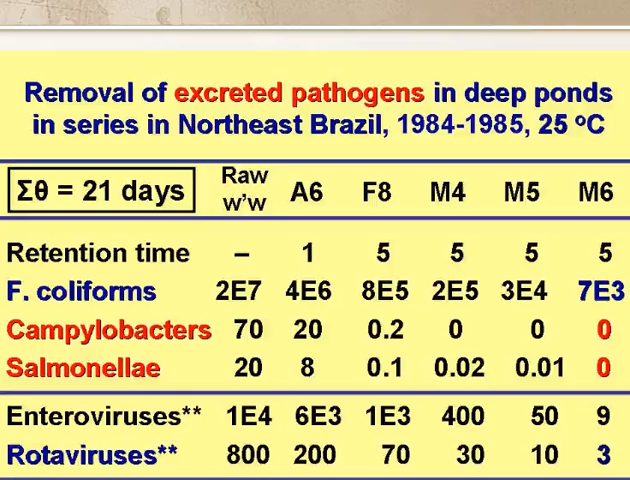 Removal of excreted pathogens in deep ponds
in series in Northeast Brazil, 1984-1985, 25 ºC
Σθ = 21 days Raw w’w A6 F8 M4 M5 M6
Retention time – 1 5 5 5 5
F. coliforms 2E7 4E6 8E5 2E5 3E4 7E3
Campylobacters 70 20 0.2 0 0 0
Salmonellae 20 8 0.1 0.02 0.01 0
Enteroviruses** 1E4 6E3 1E3 400 50 9
Rotaviruses** 800 200 70 30 10 3